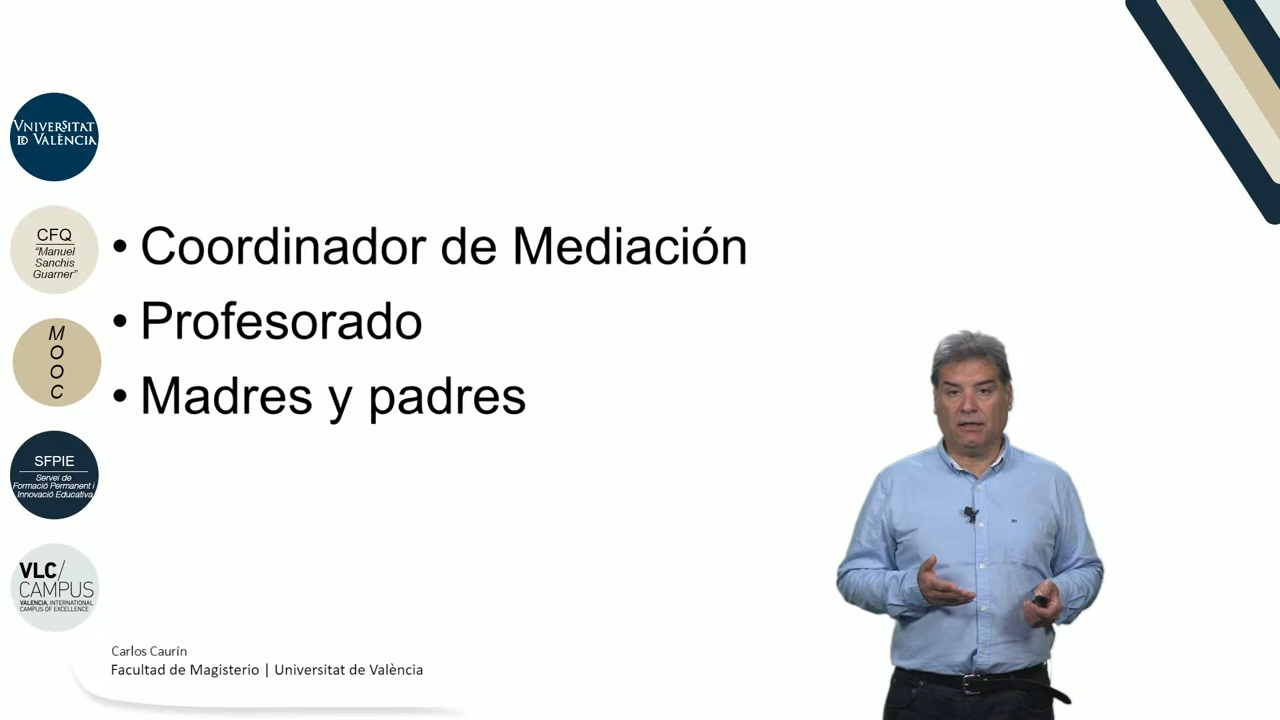 VNIVERSITAT
ID VALÈNCIA
CFQ
"Manuel
Sanchis
Guarner"
M
O
O
C
SFPIE
Servei de
Formació Permanent i
Innovació Educativa
VLC/
CAMPUS
VALENCIA, INTERNATIONAL
CAMPUS OF EXCELLENCE
• Coordinador de Mediación
• Profesorado
• Madres y padres
Carlos Caurín
Facultad de Magisterio | Universitat de València